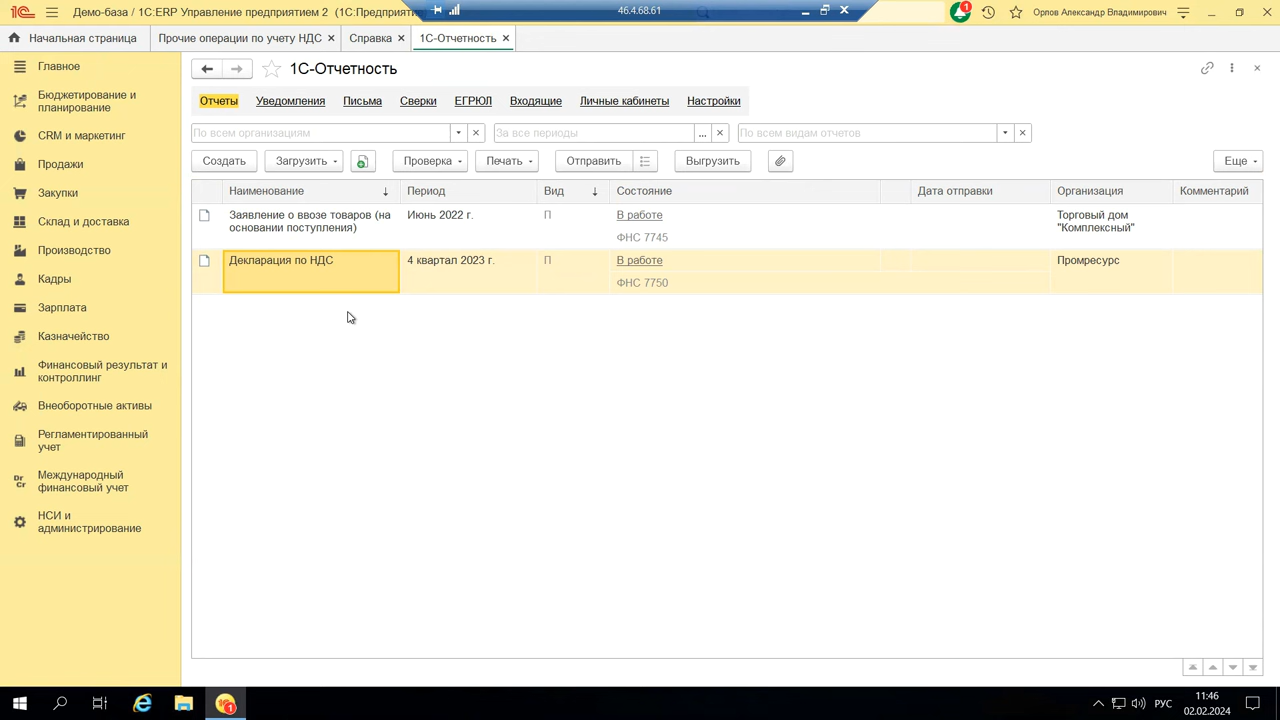 Демо-база / 1С:ERP Управление предприятием 2 (1С:Предприяти
46.4.68.61
1
Орлов Александр Владимирович
Начальная страница
Прочие операции по учету НДС ×
Справка ×
1С-Отчетность ×
Главное
Бюджетирование и
планирование
CRM и маркетинг
Продажи
Закупки
Склад и доставка
Производство
Кадры
Зарплата
Казначейство
Финансовый результат и
контроллинг
Внеоборотные активы
Регламентированный
учет
Международный
финансовый учет
НСИ и
администрирование
1С-Отчетность
Отчеты Уведомления Письма Сверки ЕГРЮЛ Входящие Личные кабинеты Настройки
По всем организациям
За все периоды
...
По всем видам отчетов
Создать Загрузить Проверка Печать Отправить Выгрузить Еще
Наименование ↓ Период Вид ↓ Состояние Дата отправки Организация Комментарий
Заявление о ввозе товаров (на
основании поступления)
Июнь 2022 г.
П
В работе
ФНС 7745
Торговый дом
"Комплексный"
Декларация по НДС
4 квартал 2023 г.
П
В работе
ФНС 7750
Промресурс
1
РУС
11:46
02.02.2024